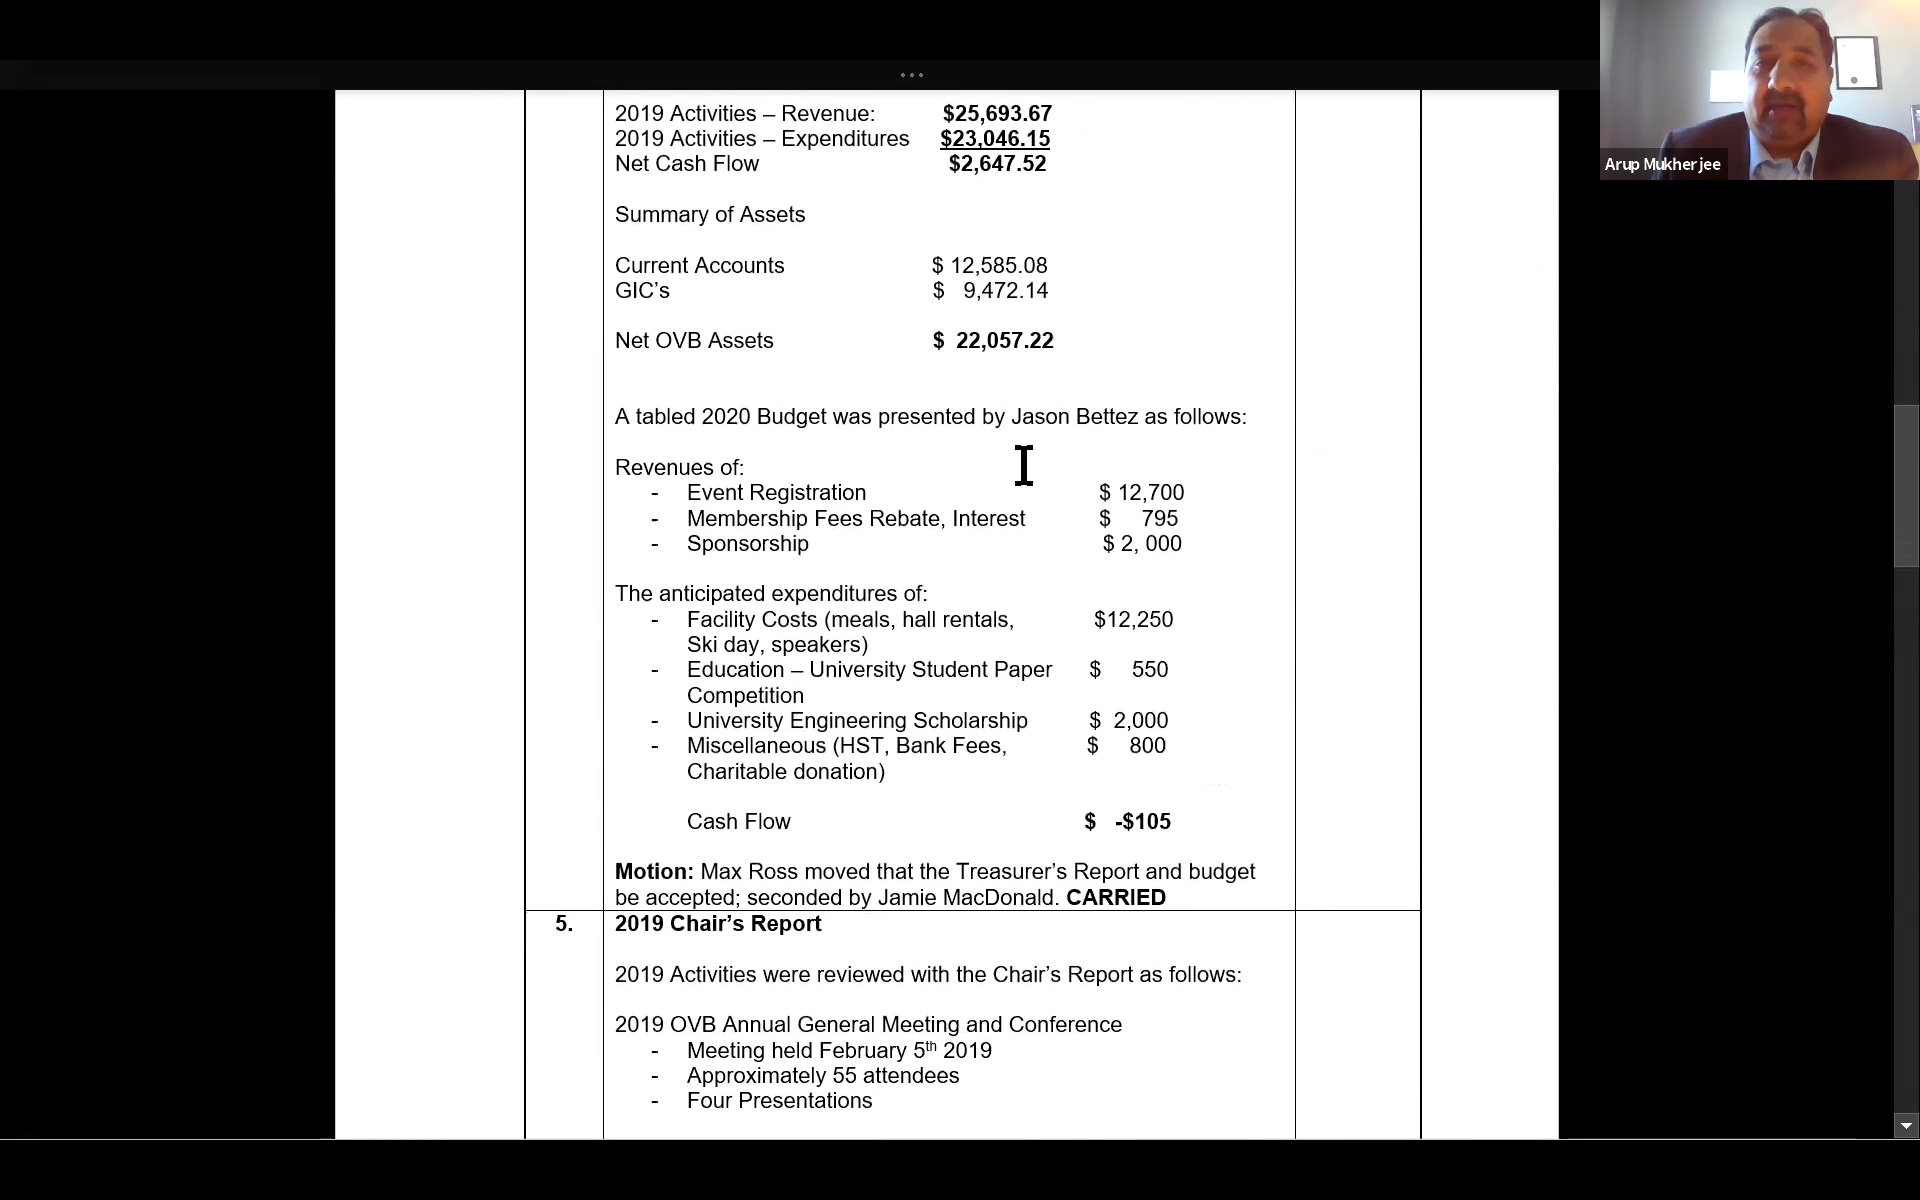 2019 Activities – Revenue: $25,693.67
2019 Activities – Expenditures $23,046.15
Net Cash Flow $2,647.52
Summary of Assets
Current Accounts $ 12,585.08
GIC’s $ 9,472.14
Net OVB Assets $ 22,057.22
A tabled 2020 Budget was presented by Jason Bettez as follows:
Revenues of:
- Event Registration $ 12,700
- Membership Fees Rebate, Interest $ 795
- Sponsorship $ 2, 000
The anticipated expenditures of:
- Facility Costs (meals, hall rentals, $12,250
Ski day, speakers)
- Education – University Student Paper $ 550
Competition
- University Engineering Scholarship $ 2,000
- Miscellaneous (HST, Bank Fees, $ 800
Charitable donation)
Cash Flow $ -$105
Motion: Max Ross moved that the Treasurer’s Report and budget
be accepted; seconded by Jamie MacDonald. CARRIED
5. 2019 Chair’s Report
2019 Activities were reviewed with the Chair’s Report as follows:
2019 OVB Annual General Meeting and Conference
- Meeting held February 5th 2019
- Approximately 55 attendees
- Four Presentations
Arup Mukherjee